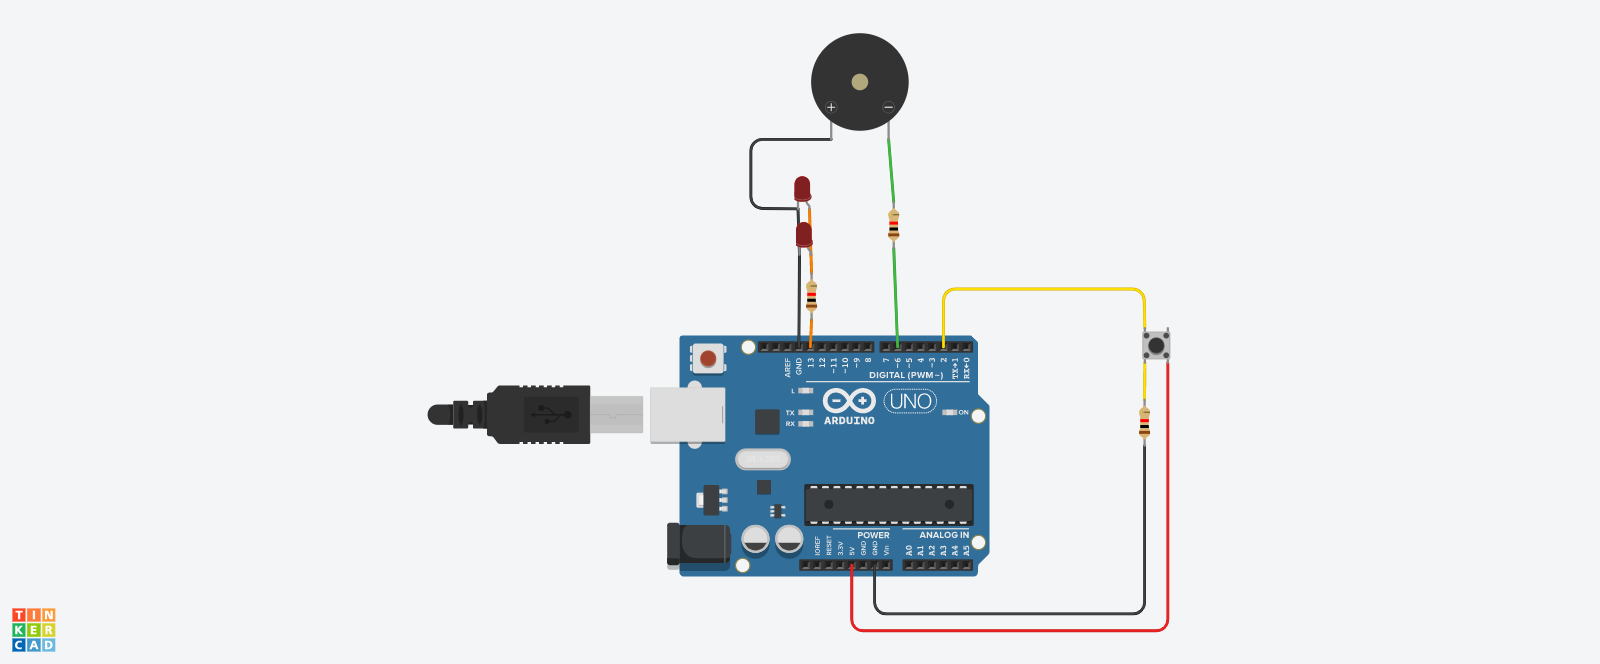 + −
AREF
GND
13
12
~11
~10
~9
8
7
~6
~5
4
~3
2
TX→1
RX←0
DIGITAL (PWM~)
L
TX
RX
UNO
ON
ARDUINO
POWER
ANALOG IN
IOREF
RESET
3.3V
5V
GND
GND
Vin
A0
A1
A2
A3
A4
A5
TIN
KER
CAD